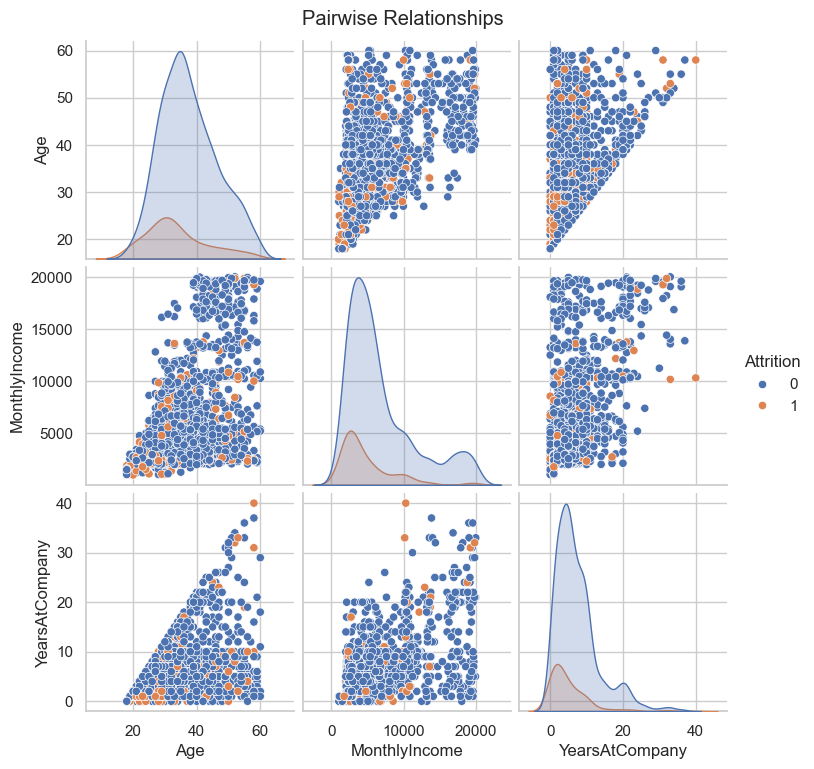 Pairwise Relationships
60
50
40
30
20
Age
20000
15000
10000
5000
MonthlyIncome
Attrition
0
1
40
30
20
10
0
YearsAtCompany
20 40 60
0 10000 20000
0 20 40
Age
MonthlyIncome
YearsAtCompany